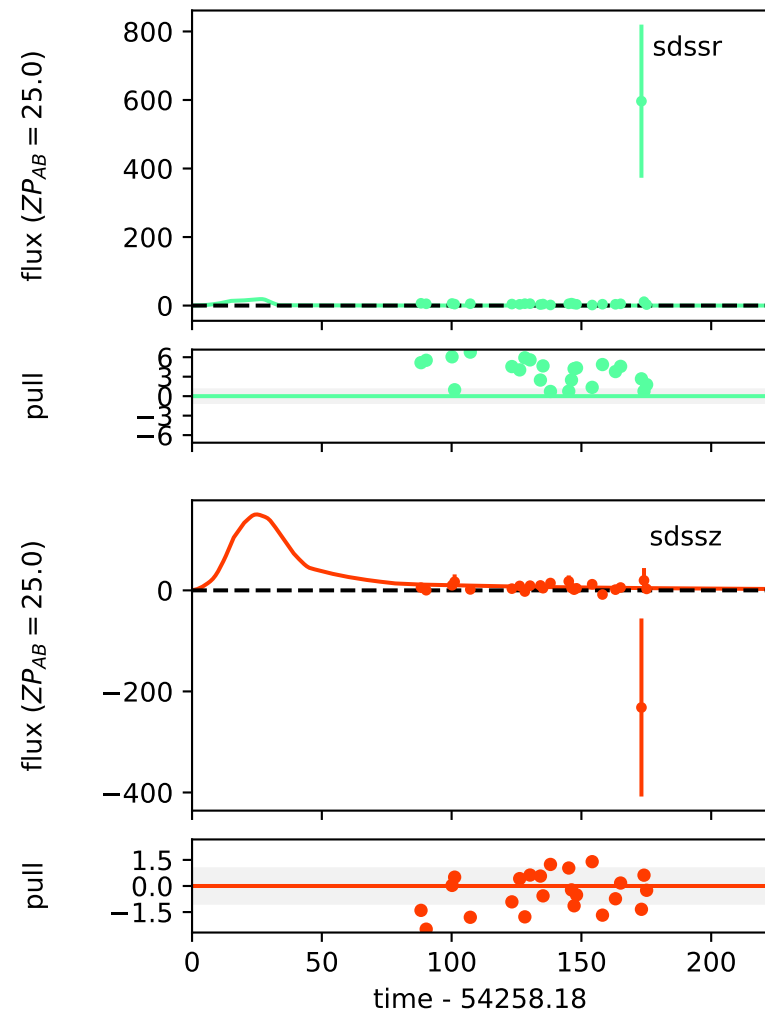 800
600
400
200
0
flux (ZP_AB = 25.0)
sdssr
6
3
0
−3
−6
pull
0
−200
−400
flux (ZP_AB = 25.0)
sdssz
1.5
0.0
−1.5
pull
0 50 100 150 200
time - 54258.18